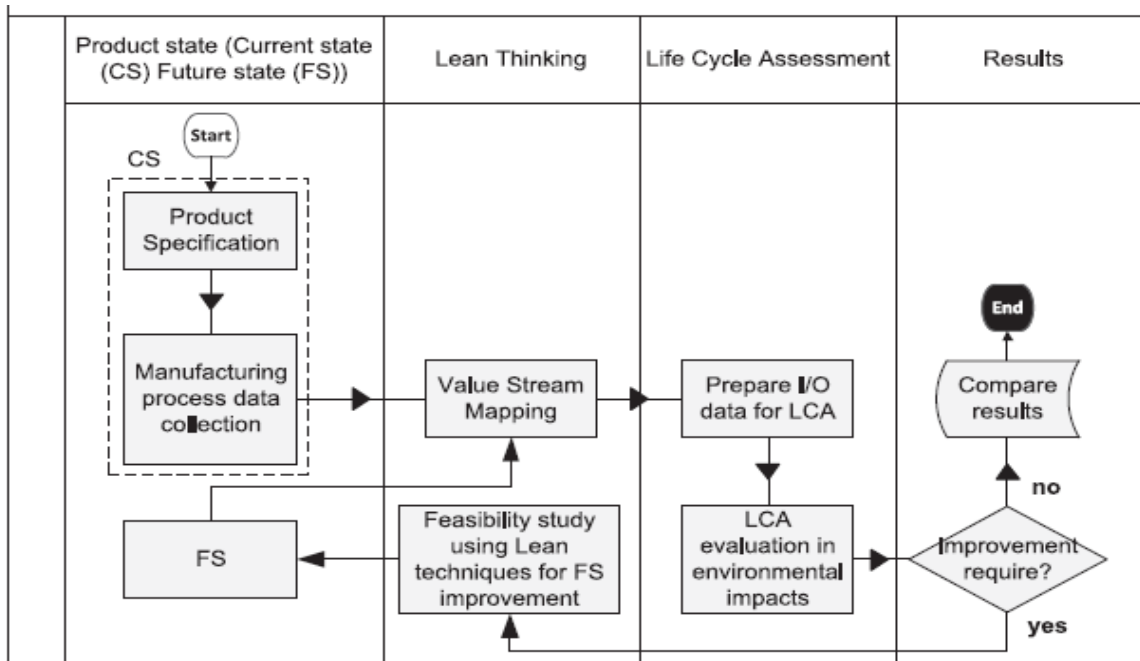 Product state (Current state
(CS) Future state (FS))
Lean Thinking
Life Cycle Assessment
Results
Start
CS
Product
Specification
Manufacturing
process data
collection
Value Stream
Mapping
Prepare I/O
data for LCA
Compare
results
End
no
FS
Feasibility study
using Lean
techniques for FS
improvement
LCA
evaluation in
environmental
impacts
Improvement
require?
yes